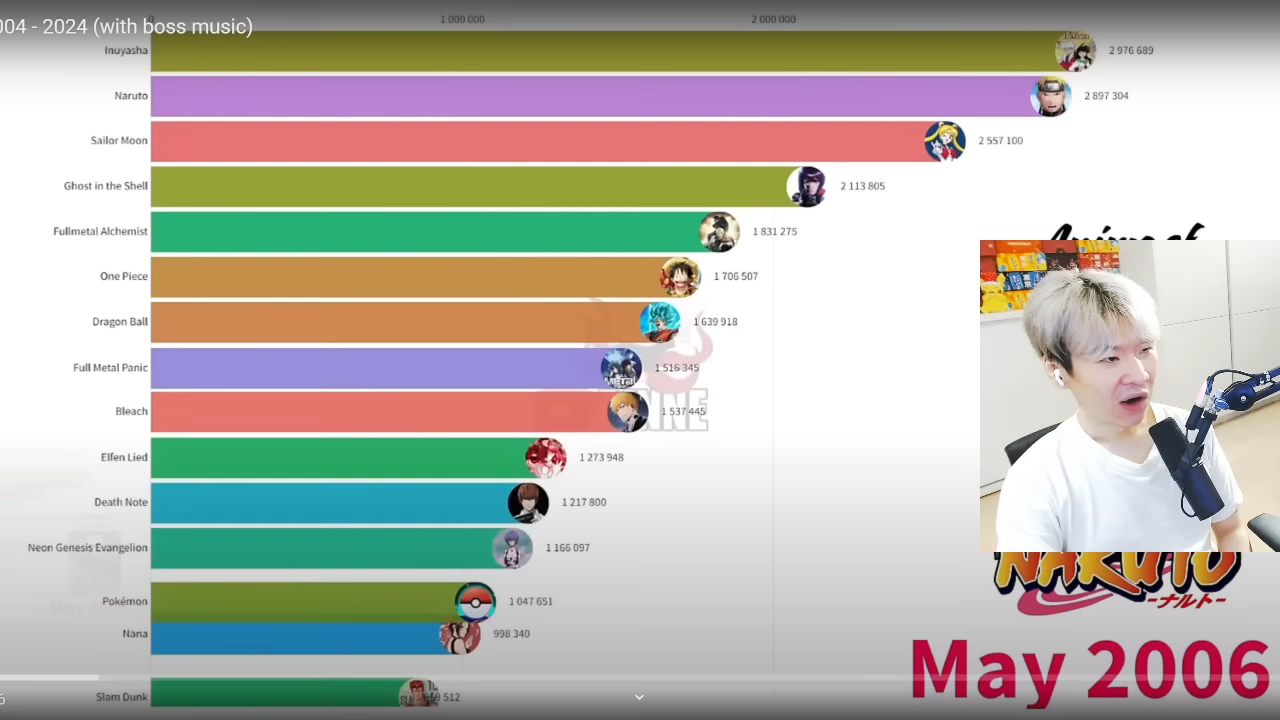 004 - 2024 (with boss music)
0 1 000 000 2 000 000
Inuyasha 2 976 689
Naruto 2 897 304
Sailor Moon 2 557 100
Ghost in the Shell 2 113 805
Fullmetal Alchemist 1 831 275
One Piece 1 706 507
Dragon Ball 1 639 918
Full Metal Panic 1 516 345
Bleach 1 537 445
Elfen Lied 1 273 948
Death Note 1 217 800
Neon Genesis Evangelion 1 166 097
Pokémon 1 047 651
Nana 998 340
Slam Dunk 512
Anime of
NARUTO
-ナルト-
May 2006